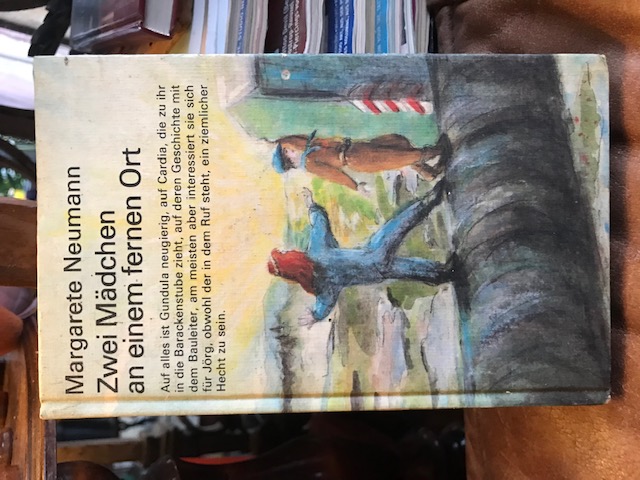 Margarete Neumann
Zwei Mädchen
an einem fernen Ort
Auf alles ist Gundula neugierig, auf Cardia, die zu ihr
in die Barackenstube zieht, auf deren Geschichte mit
dem Bauleiter, am meisten aber interessiert sie sich
für Jörg, obwohl der in dem Ruf steht, ein ziemlicher
Hecht zu sein.